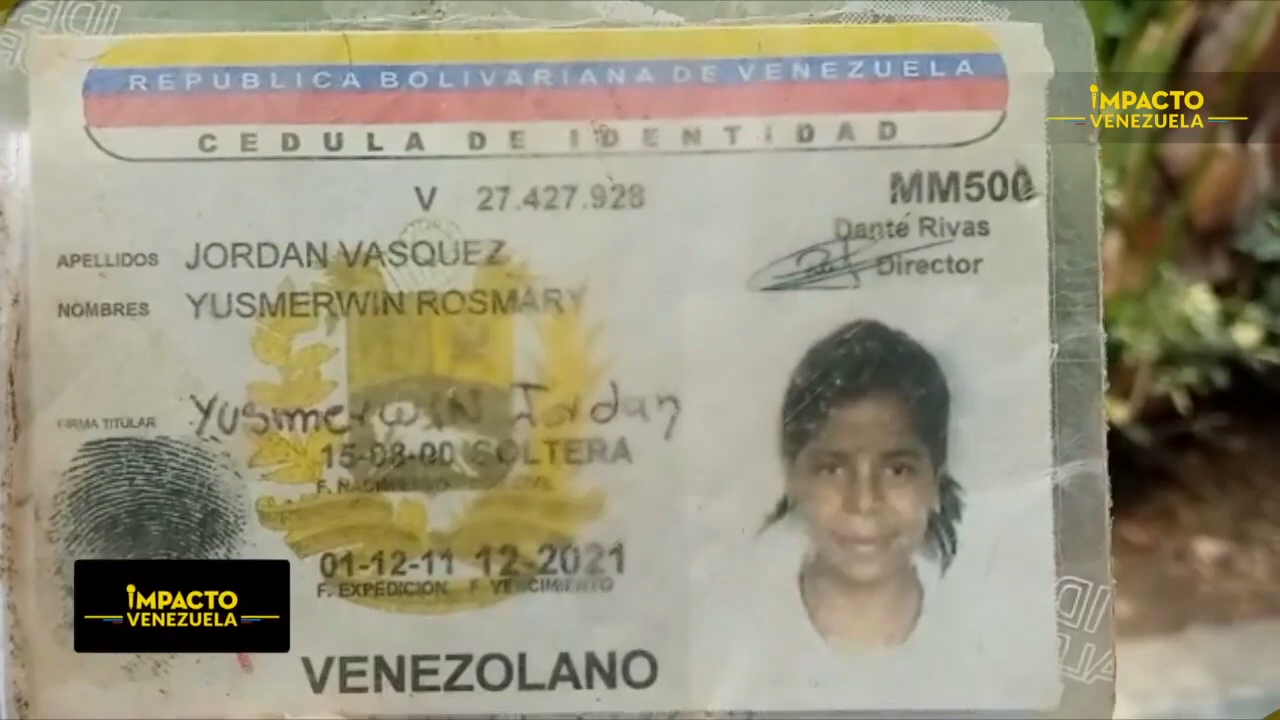 REPUBLICA BOLIVARIANA DE VENEZUELA
CEDULA DE IDENTIDAD
IMPACTO
VENEZUELA
V 27.427.928
MM500
Dante Rivas
Director
APELLIDOS JORDAN VASQUEZ
NOMBRES YUSMERWIN ROSMARY
FIRMA TITULAR
Yusmerwin Jordan
15-08-00 SOLTERA
01-12-11 12-2021
F. EXPEDICION F. VENCIMIENTO
IMPACTO
VENEZUELA
VENEZOLANO